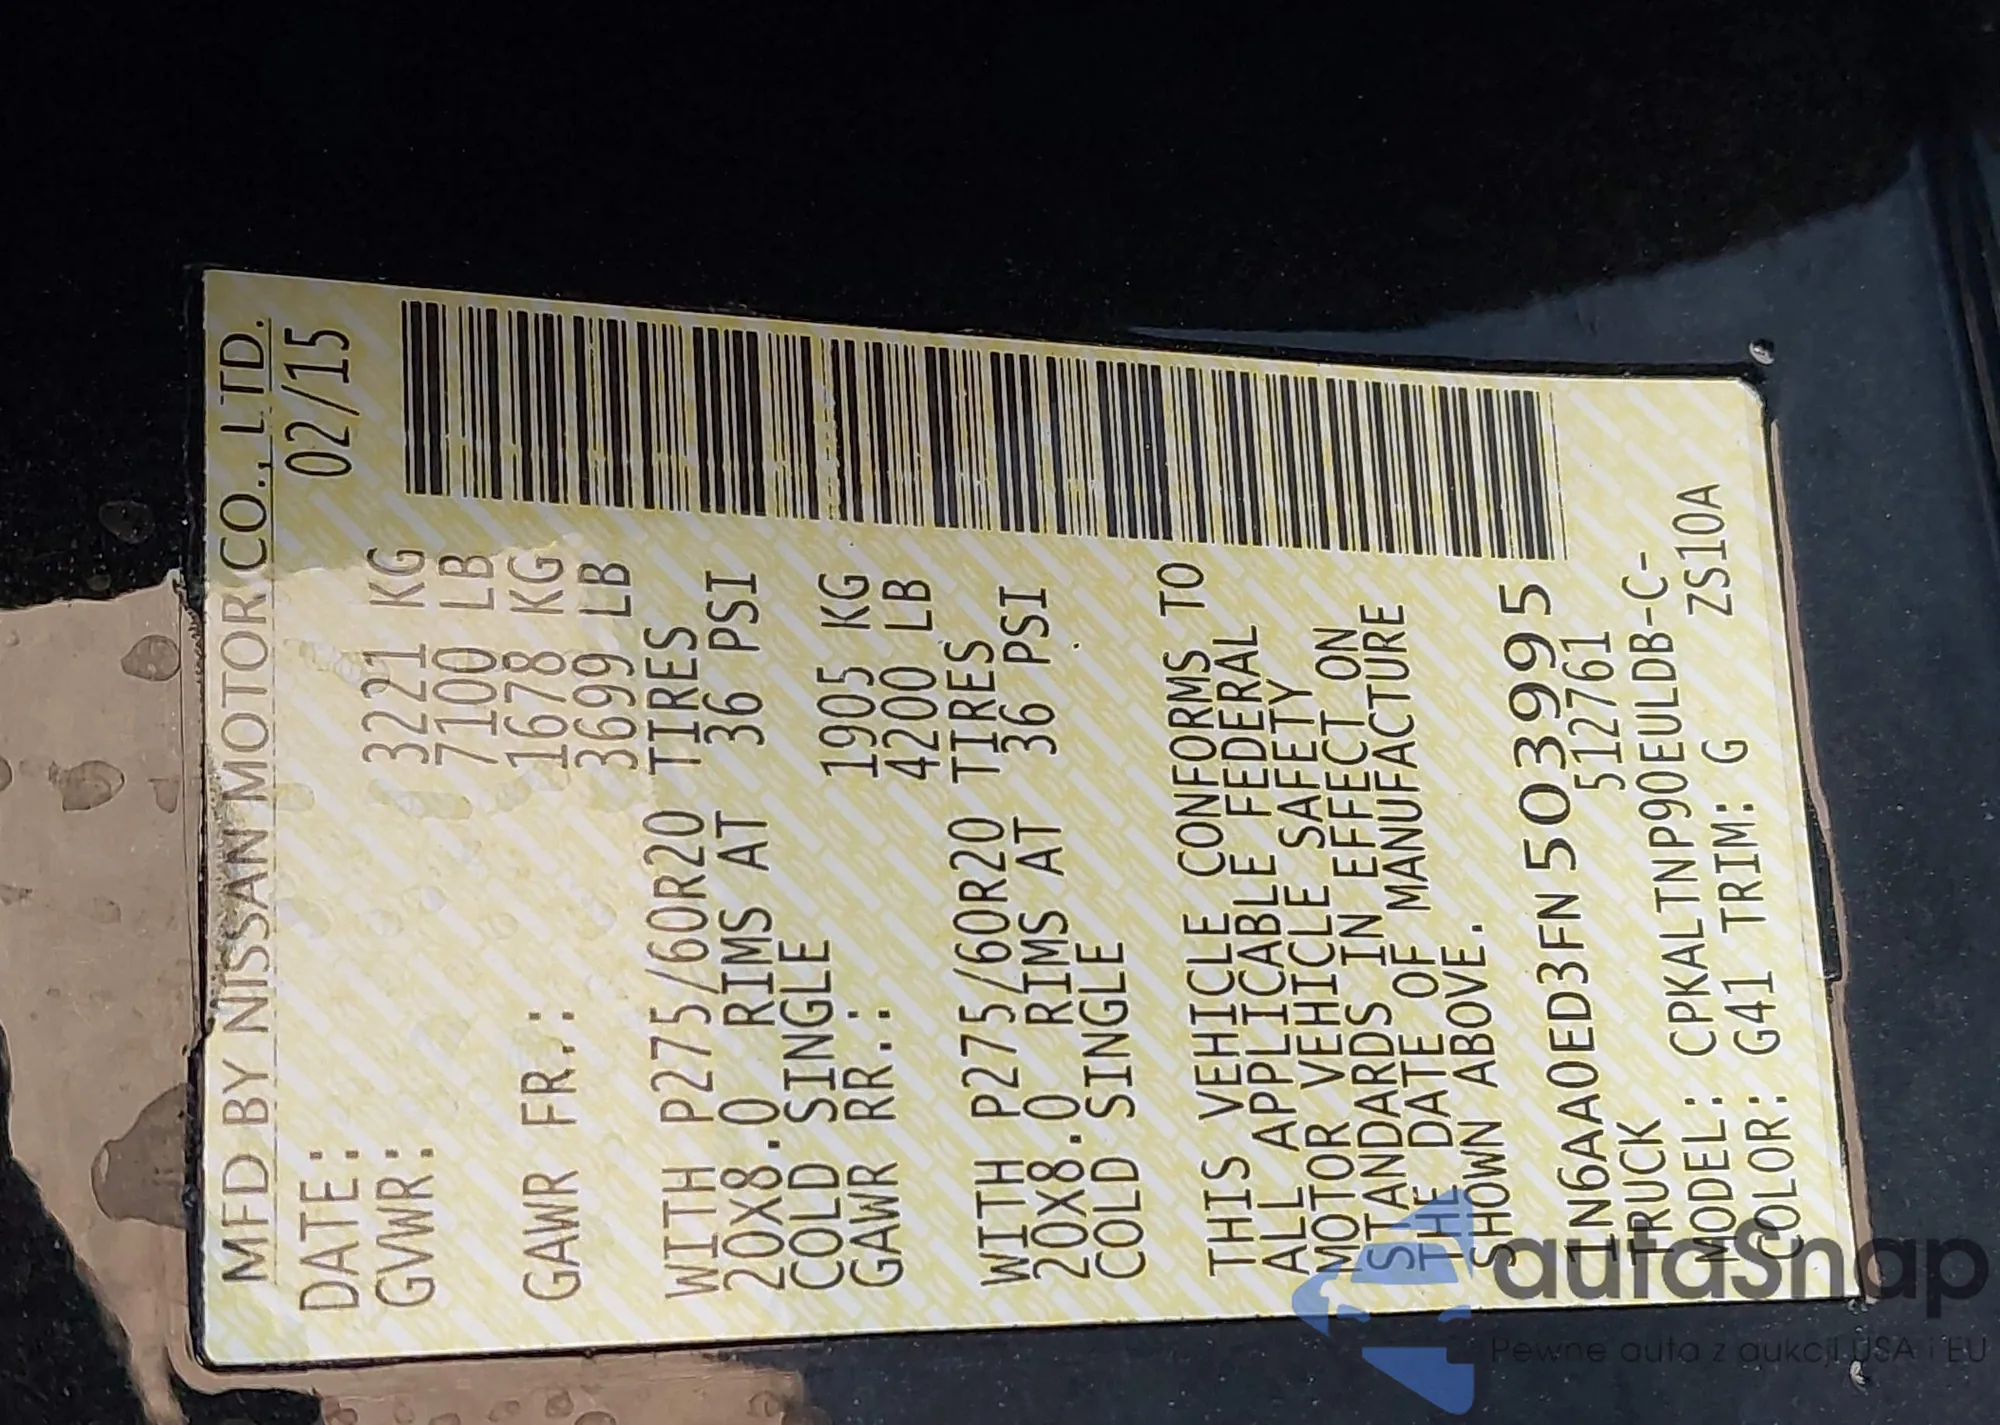 MFD BY NISSAN MOTOR CO., LTD.
DATE: 02/15
GVWR: 3221 KG
7100 LB
GAWR FR.: 1678 KG
3699 LB
WITH P275/60R20 TIRES
20X8.0 RIMS AT 36 PSI
COLD SINGLE
GAWR RR.: 1905 KG
4200 LB
WITH P275/60R20 TIRES
20X8.0 RIMS AT 36 PSI
COLD SINGLE
THIS VEHICLE CONFORMS TO
ALL APPLICABLE FEDERAL
MOTOR VEHICLE SAFETY
STANDARDS IN EFFECT ON
THE DATE OF MANUFACTURE
SHOWN ABOVE.
1N6AA0ED3FN503995
TRUCK 512761
MODEL: CPKALTNP90EULDB-C-
COLOR: G41 TRIM: G ZS10A
autaSnap
Pewne auta z aukcji USA i EU